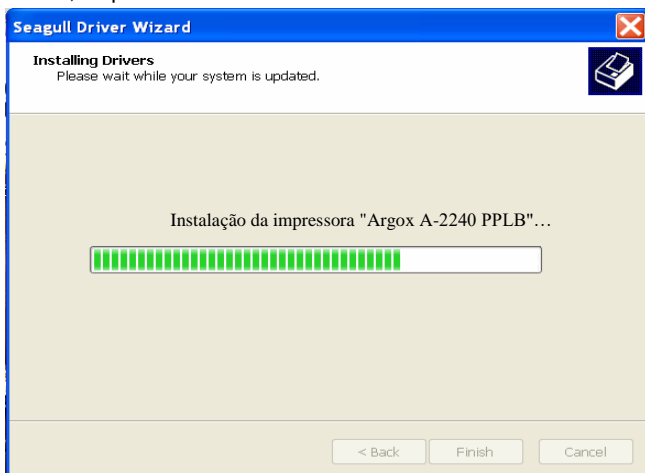 Seagull Driver Wizard
Installing Drivers
Please wait while your system is updated.
Instalação da impressora "Argox A-2240 PPLB"…
< Back
Finish
Cancel